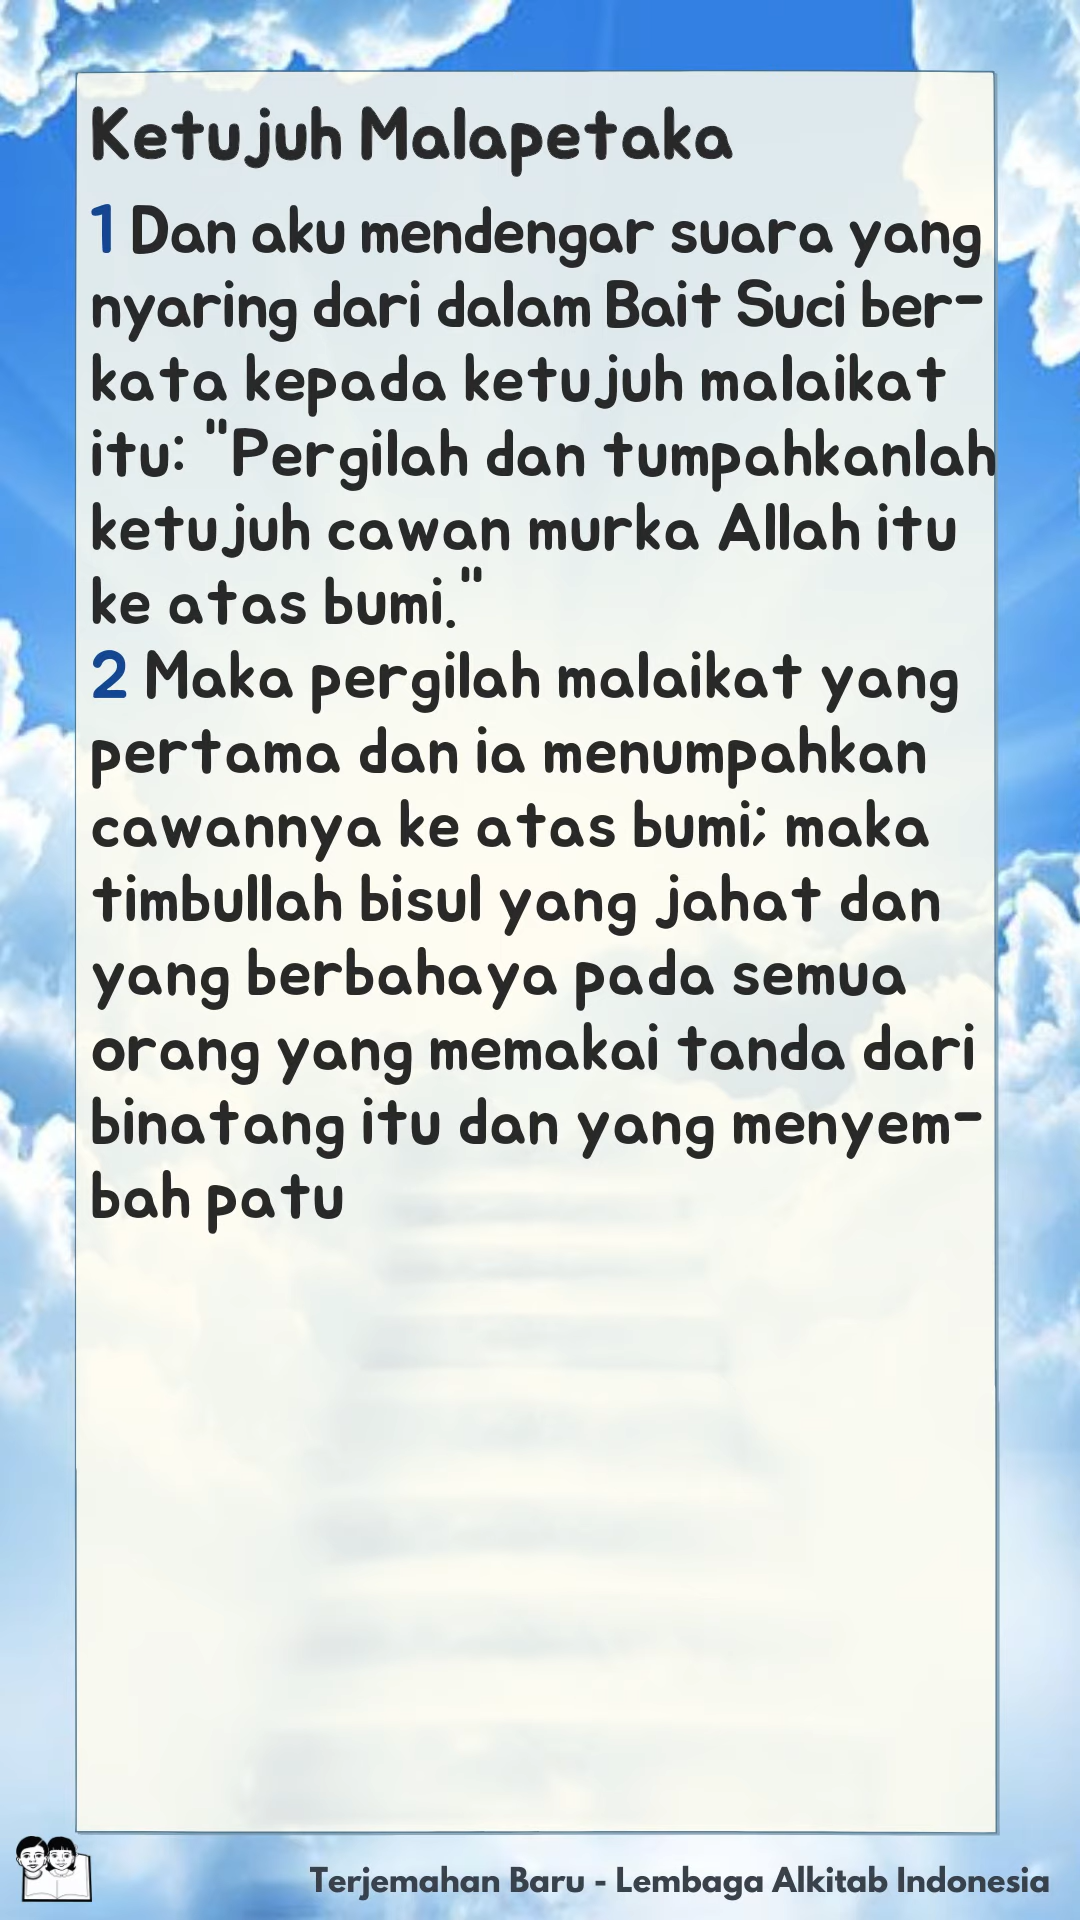 Ketujuh Malapetaka
1 Dan aku mendengar suara yang
nyaring dari dalam Bait Suci ber-
kata kepada ketujuh malaikat
itu: "Pergilah dan tumpahkanlah
ketujuh cawan murka Allah itu
ke atas bumi."
2 Maka pergilah malaikat yang
pertama dan ia menumpahkan
cawannya ke atas bumi; maka
timbullah bisul yang jahat dan
yang berbahaya pada semua
orang yang memakai tanda dari
binatang itu dan yang menyem-
bah patu
Terjemahan Baru - Lembaga Alkitab Indonesia